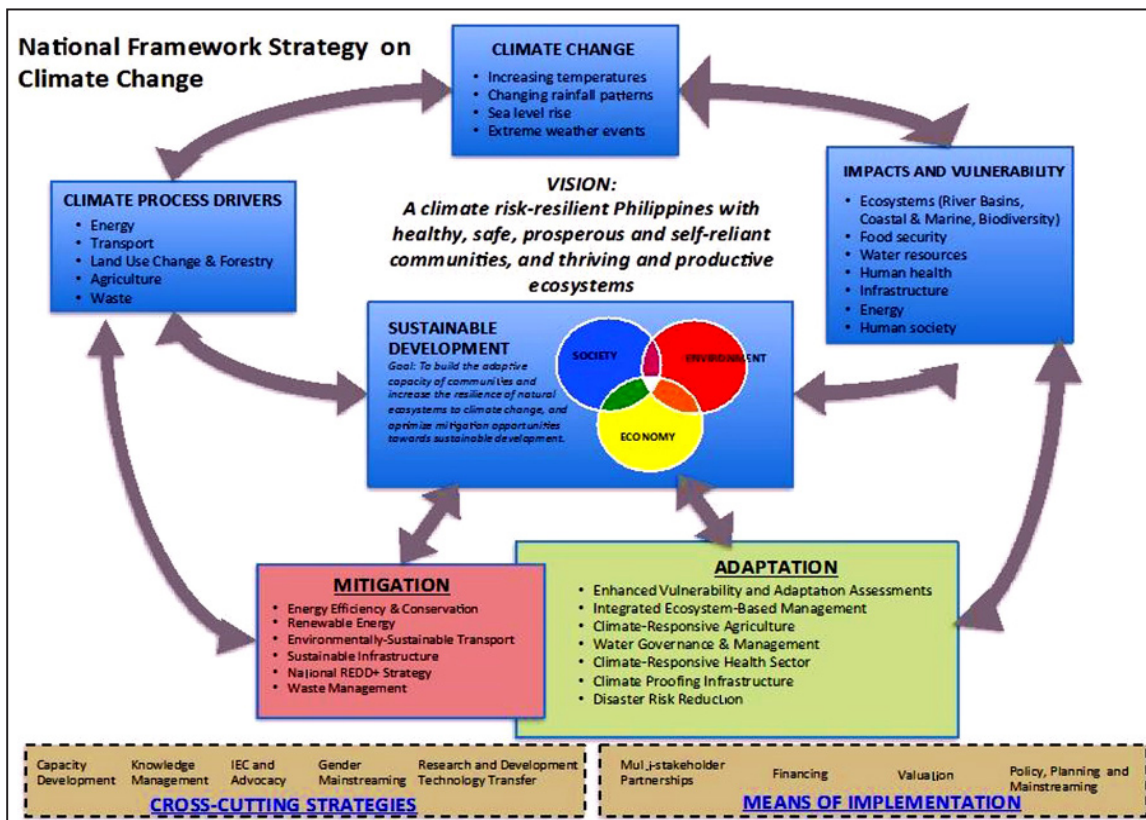 National Framework Strategy on
Climate Change
CLIMATE CHANGE
• Increasing temperatures
• Changing rainfall patterns
• Sea level rise
• Extreme weather events
CLIMATE PROCESS DRIVERS
• Energy
• Transport
• Land Use Change & Forestry
• Agriculture
• Waste
VISION:
A climate risk-resilient Philippines with
healthy, safe, prosperous and self-reliant
communities, and thriving and productive
ecosystems
IMPACTS AND VULNERABILITY
• Ecosystems (River Basins,
Coastal & Marine, Biodiversity)
• Food security
• Water resources
• Human health
• Infrastructure
• Energy
• Human society
SUSTAINABLE
DEVELOPMENT
Goal: To build the adaptive
capacity of communities and
increase the resilience of natural
ecosystems to climate change, and
optimize mitigation opportunities
towards sustainable development.
SOCIETY
ENVIRONMENT
ECONOMY
MITIGATION
• Energy Efficiency & Conservation
• Renewable Energy
• Environmentally-Sustainable Transport
• Sustainable Infrastructure
• National REDD+ Strategy
• Waste Management
ADAPTATION
• Enhanced Vulnerability and Adaptation Assessments
• Integrated Ecosystem-Based Management
• Climate-Responsive Agriculture
• Water Governance & Management
• Climate-Responsive Health Sector
• Climate Proofing Infrastructure
• Disaster Risk Reduction
Capacity
Development
Knowledge
Management
IEC and
Advocacy
Gender
Mainstreaming
Research and Development
Technology Transfer
CROSS-CUTTING STRATEGIES
Mul¿i-stakeholder
Partnerships
Financing
Valuation
Policy, Planning and
Mainstreaming
MEANS OF IMPLEMENTATION